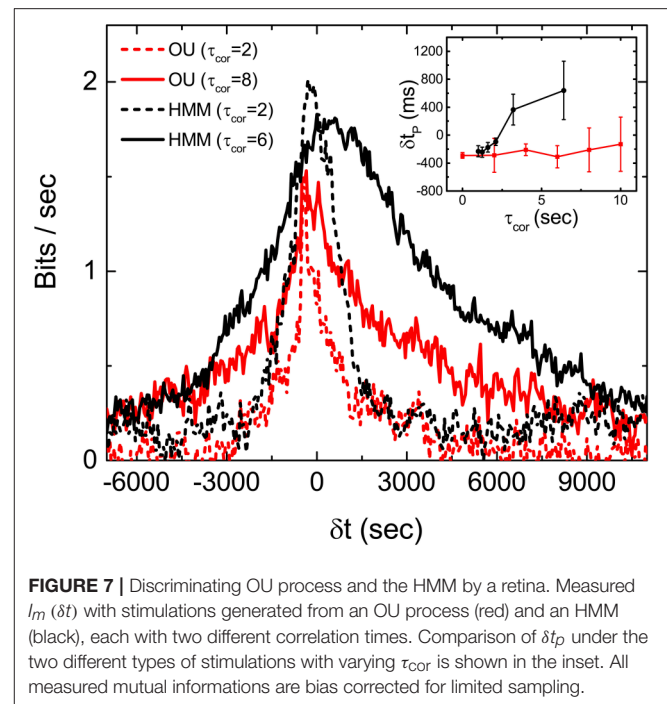 OU (τcor=2)
OU (τcor=8)
HMM (τcor=2)
HMM (τcor=6)
Bits / sec
2
1
0
-6000 -3000 0 3000 6000 9000
δt (sec)
δtP (ms)
1200
800
400
0
-400
-800
0 5 10
τcor (sec)
FIGURE 7 | Discriminating OU process and the HMM by a retina. Measured
Im (δt) with stimulations generated from an OU process (red) and an HMM
(black), each with two different correlation times. Comparison of δtp under the
two different types of stimulations with varying τcor is shown in the inset. All
measured mutual informations are bias corrected for limited sampling.